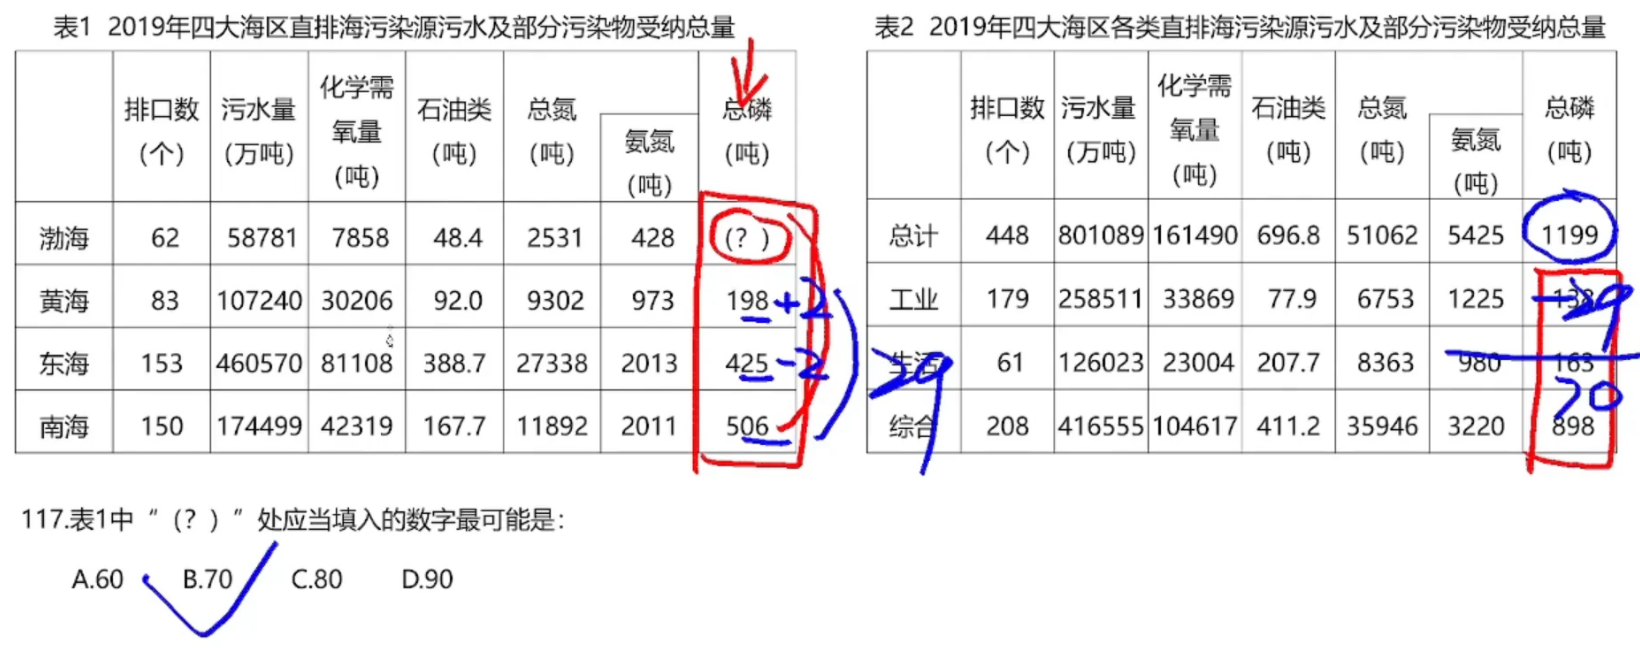 表1 2019年四大海区直排海污染源污水及部分污染物受纳总量
排口数(个) 污水量(万吨) 化学需氧量(吨) 石油类(吨) 总氮(吨) 氨氮(吨) 总磷(吨)
渤海 62 58781 7858 48.4 2531 428 (?)
黄海 83 107240 30206 92.0 9302 973 198 +2
东海 153 460570 81108 388.7 27338 2013 425 -2
南海 150 174499 42319 167.7 11892 2011 506
29
表2 2019年四大海区各类直排海污染源污水及部分污染物受纳总量
排口数(个) 污水量(万吨) 化学需氧量(吨) 石油类(吨) 总氮(吨) 氨氮(吨) 总磷(吨)
总计 448 801089 161490 696.8 51062 5425 1199
工业 179 258511 33869 77.9 6753 1225 138
-29
生活 61 126023 23004 207.7 8363 980 163
70
综合 208 416555 104617 411.2 35946 3220 898
117.表1中“(?)”处应当填入的数字最可能是:
A.60 B.70 C.80 D.90